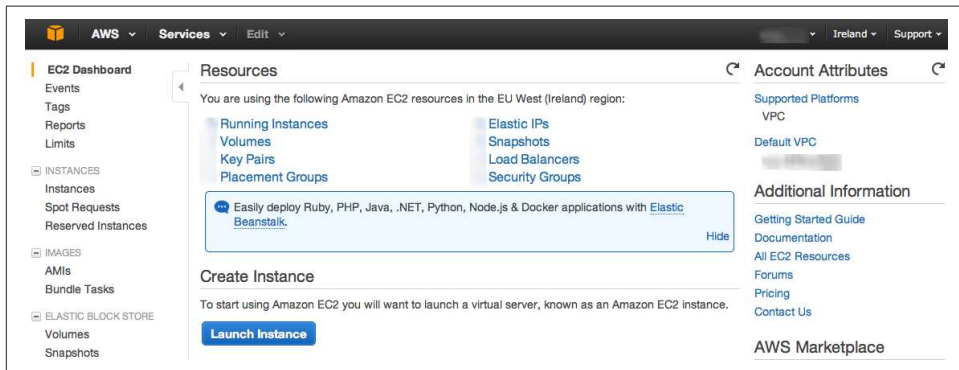 AWS Services Edit Ireland Support
EC2 Dashboard
Events
Tags
Reports
Limits
INSTANCES
Instances
Spot Requests
Reserved Instances
IMAGES
AMIs
Bundle Tasks
ELASTIC BLOCK STORE
Volumes
Snapshots
Resources
You are using the following Amazon EC2 resources in the EU West (Ireland) region:
Running Instances
Volumes
Key Pairs
Placement Groups
Elastic IPs
Snapshots
Load Balancers
Security Groups
Easily deploy Ruby, PHP, Java, .NET, Python, Node.js & Docker applications with Elastic
Beanstalk.
Hide
Create Instance
To start using Amazon EC2 you will want to launch a virtual server, known as an Amazon EC2 instance.
Launch Instance
Account Attributes
Supported Platforms
VPC
Default VPC
Additional Information
Getting Started Guide
Documentation
All EC2 Resources
Forums
Pricing
Contact Us
AWS Marketplace